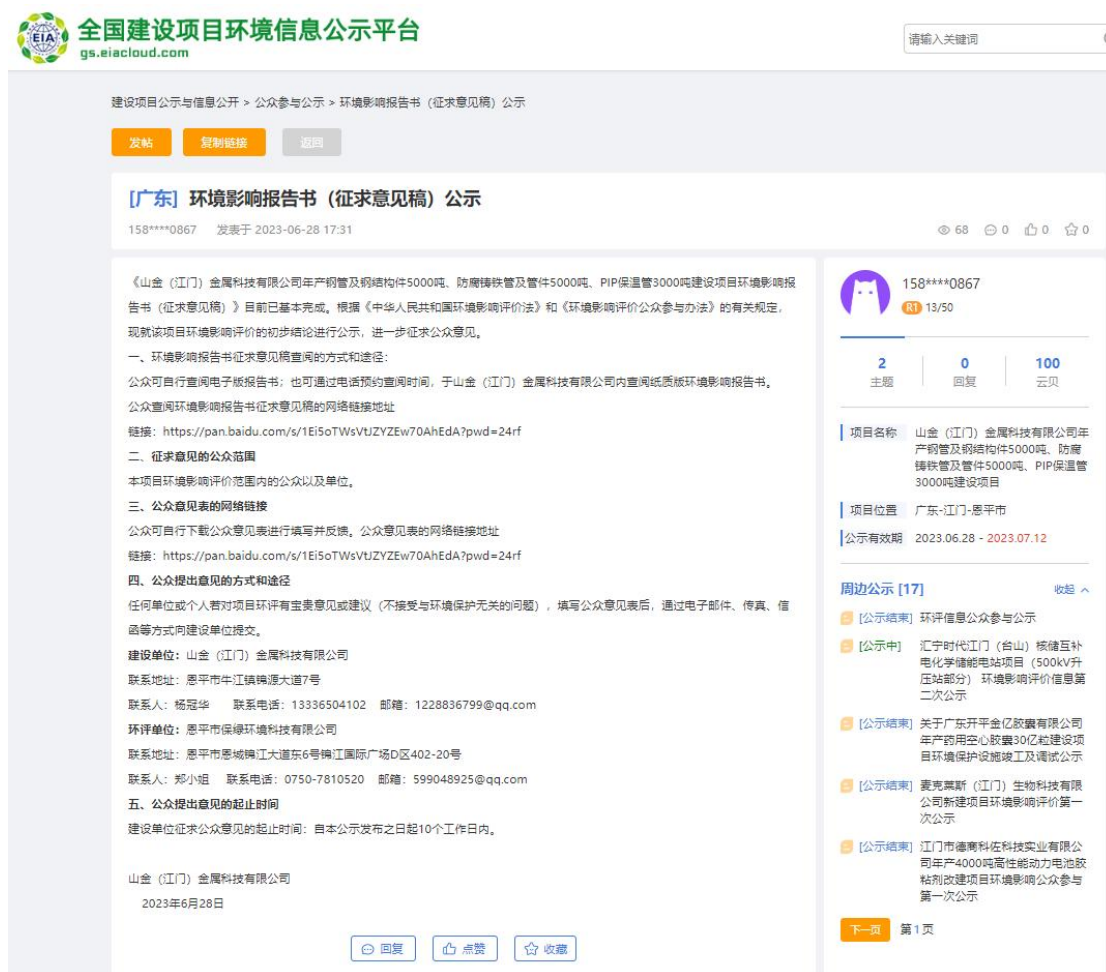 EIA
全国建设项目环境信息公示平台
gs.eiacloud.com
请输入关键词
建设项目公示与信息公开 > 公众参与公示 > 环境影响报告书（征求意见稿）公示
发帖 复制链接 返回
[广东] 环境影响报告书（征求意见稿）公示
158****0867 发表于 2023-06-28 17:31
68 0 0 0
《山金（江门）金属科技有限公司年产钢管及钢结构件5000吨、防腐铸铁管及管件5000吨、PIP保温管3000吨建设项目环境影响报
告书（征求意见稿）》目前已基本完成。根据《中华人民共和国环境影响评价法》和《环境影响评价公众参与办法》的有关规定，
现就该项目环境影响评价的初步结论进行公示，进一步征求公众意见。
一、环境影响报告书征求意见稿查阅的方式和途径：
公众可自行查阅电子版报告书；也可通过电话预约查阅时间，于山金（江门）金属科技有限公司内查阅纸质版环境影响报告书。
公众查阅环境影响报告书征求意见稿的网络链接地址
链接：https://pan.baidu.com/s/1Ei5oTWsVtJZYZEw70AhEdA?pwd=24rf
二、征求意见的公众范围
本项目环境影响评价范围内的公众以及单位。
三、公众意见表的网络链接
公众可自行下载公众意见表进行填写并反馈。公众意见表的网络链接地址
链接：https://pan.baidu.com/s/1Ei5oTWsVtJZYZEw70AhEdA?pwd=24rf
四、公众提出意见的方式和途径
任何单位或个人若对项目环评有宝贵意见或建议（不接受与环境保护无关的问题），填写公众意见表后，通过电子邮件、传真、信
函等方式向建设单位提交。
建设单位：山金（江门）金属科技有限公司
联系地址：恩平市牛江镇锦源大道7号
联系人：杨冠华 联系电话：13336504102 邮箱：1228836799@qq.com
环评单位：恩平市保绿环境科技有限公司
联系地址：恩平市恩城锦江大道东6号锦江国际广场D区402-20号
联系人：郑小姐 联系电话：0750-7810520 邮箱：599048925@qq.com
五、公众提出意见的起止时间
建设单位征求公众意见的起止时间：自本公示发布之日起10个工作日内。
山金（江门）金属科技有限公司
2023年6月28日
回复 点赞 收藏
158****0867
R1 13/50
2 0 100
主题 回复 云贝
项目名称 山金（江门）金属科技有限公司年
产钢管及钢结构件5000吨、防腐
铸铁管及管件5000吨、PIP保温管
3000吨建设项目
项目位置 广东-江门-恩平市
公示有效期 2023.06.28 - 2023.07.12
周边公示 [17] 收起
[公示结束] 环评信息公众参与公示
[公示中] 汇宁时代江门（台山）核储互补
电化学储能电站项目（500kV升
压站部分） 环境影响评价信息第
二次公示
[公示结束] 关于广东开平金亿胶囊有限公司
年产药用空心胶囊30亿粒建设项
目环境保护设施竣工及调试公示
[公示结束] 麦克莱斯（江门）生物科技有限
公司新建项目环境影响评价第一
次公示
[公示结束] 江门市德商科佐科技实业有限公
司年产4000吨高性能动力电池胶
粘剂改建项目环境影响公众参与
第一次公示
下一页 第1页